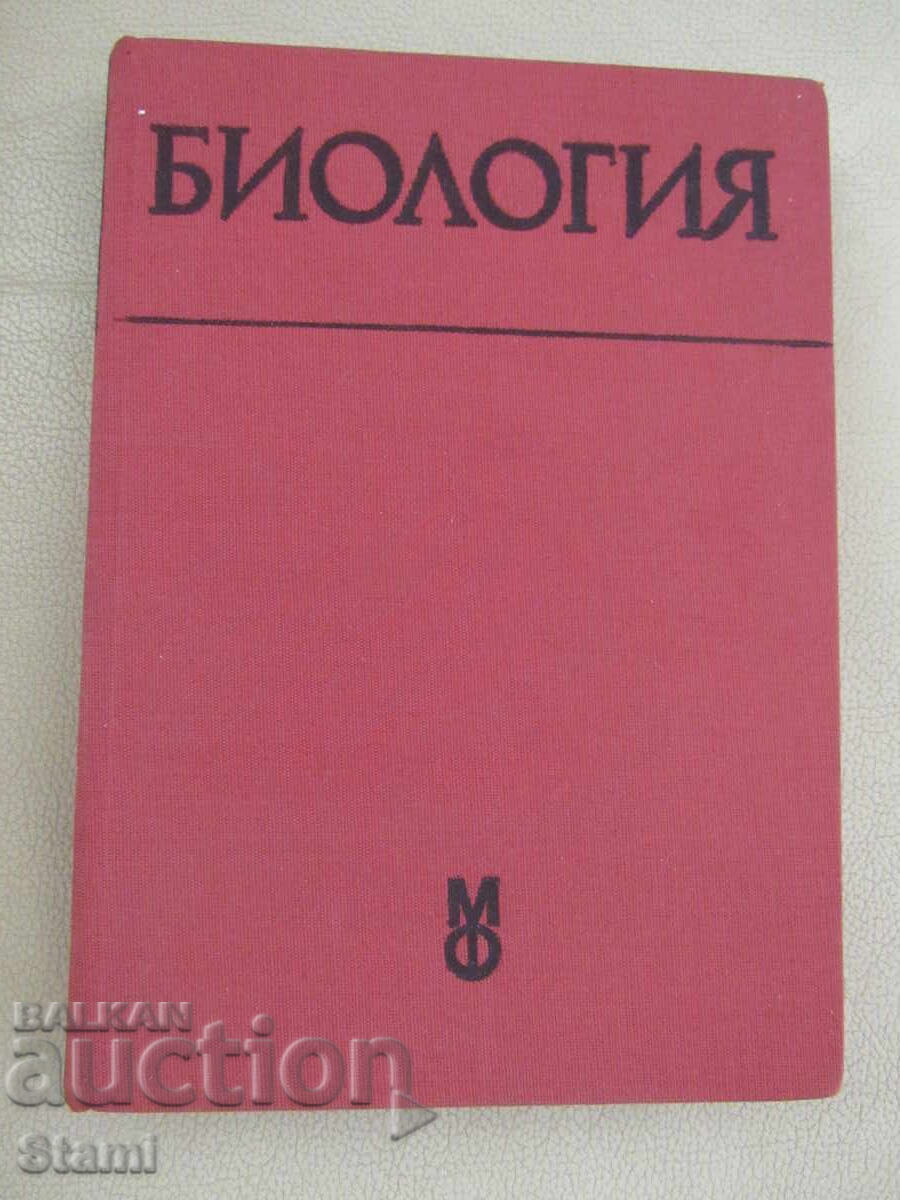 БИОЛОГИЯ
М
Ф
BALKAN
auction
Stami